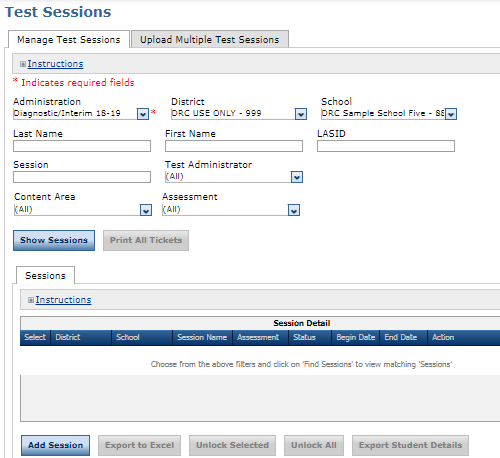 Test Sessions
Manage Test Sessions Upload Multiple Test Sessions
Instructions
* Indicates required fields
Administration District School
Diagnostic/Interim 18-19 * DRC USE ONLY - 999 DRC Sample School Five - 88
Last Name First Name LASID
Session Test Administrator
(All)
Content Area Assessment
(All) (All)
Show Sessions Print All Tickets
Sessions
Instructions
Session Detail
Select District School Session Name Assessment Status Begin Date End Date Action
Choose from the above filters and click on 'Find Sessions' to view matching 'Sessions'
Add Session Export to Excel Unlock Selected Unlock All Export Student Details